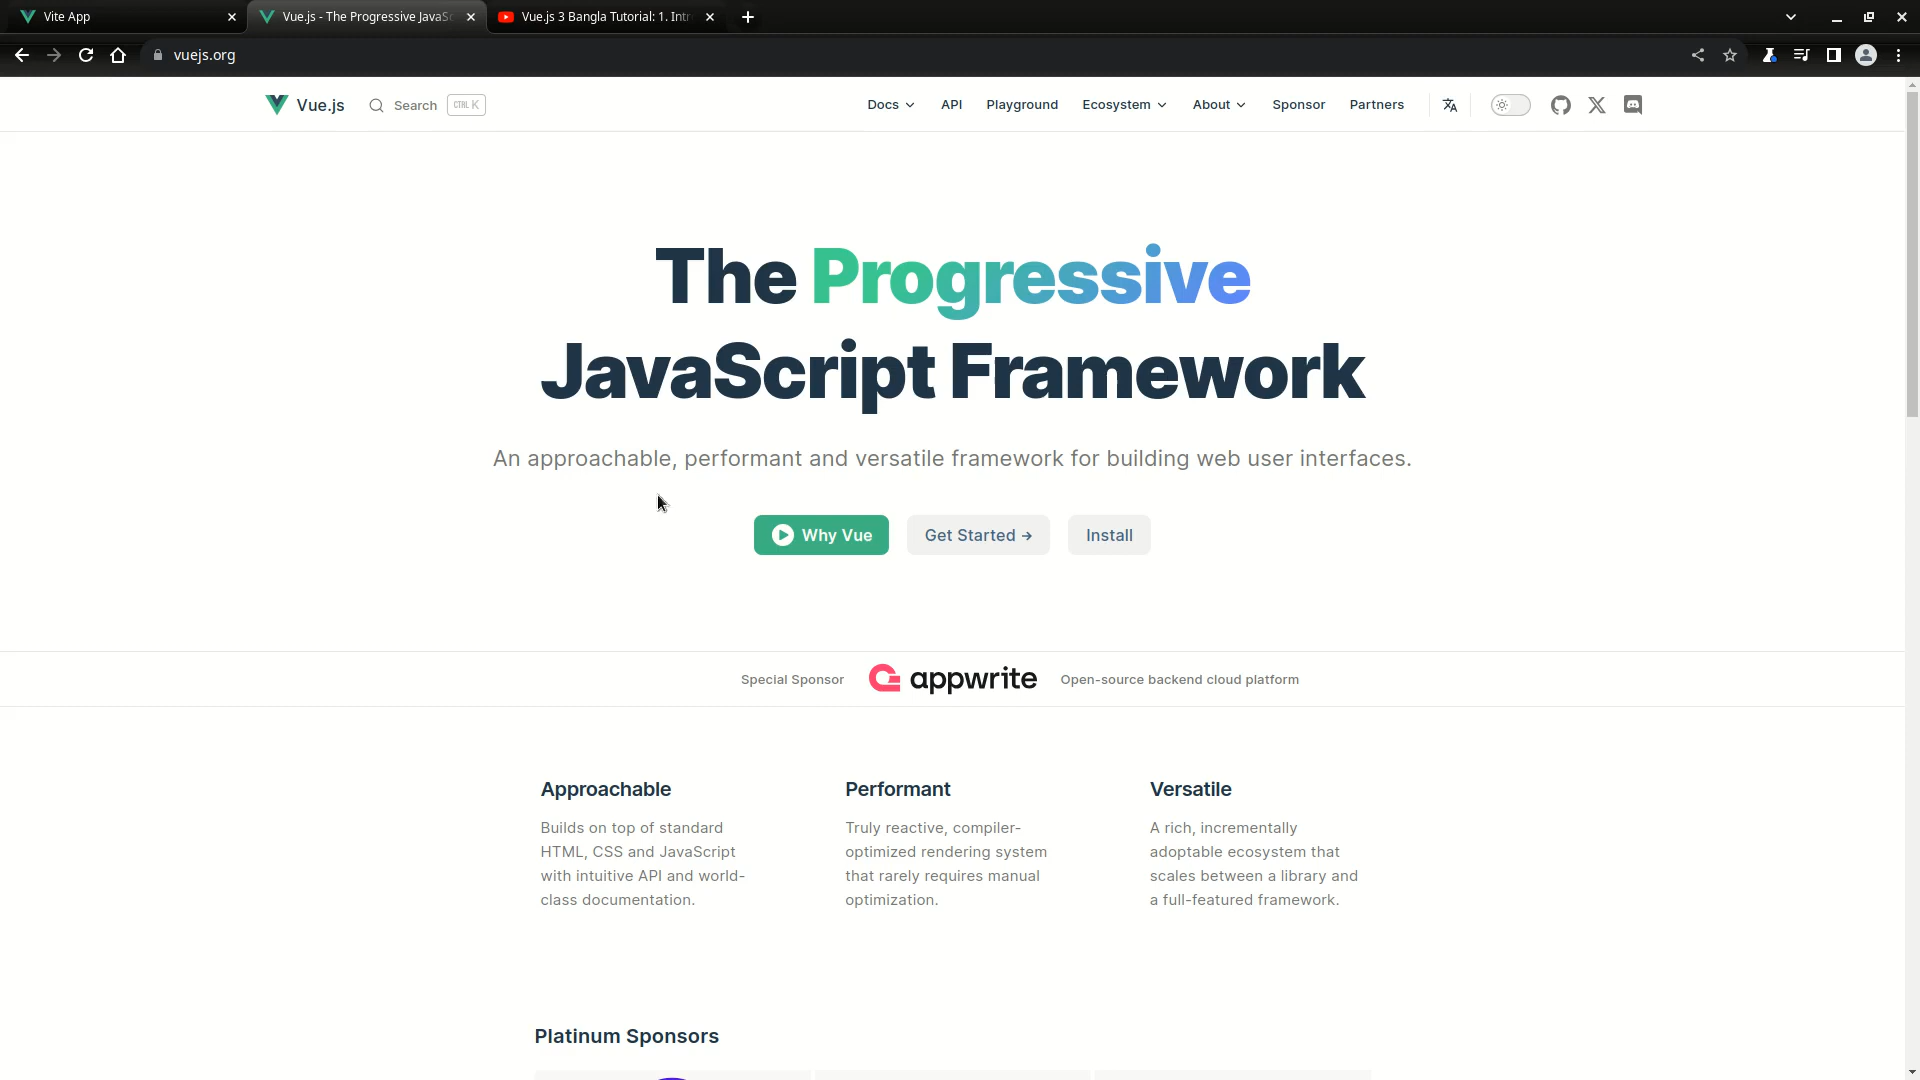 Vite App
Vue.js - The Progressive JavaSc
Vue.js 3 Bangla Tutorial: 1. Intr
vuejs.org
Vue.js
Search
CTRL K
Docs
API
Playground
Ecosystem
About
Sponsor
Partners
The Progressive
JavaScript Framework
An approachable, performant and versatile framework for building web user interfaces.
Why Vue
Get Started →
Install
Special Sponsor
appwrite
Open-source backend cloud platform
Approachable
Builds on top of standard
HTML, CSS and JavaScript
with intuitive API and world-
class documentation.
Performant
Truly reactive, compiler-
optimized rendering system
that rarely requires manual
optimization.
Versatile
A rich, incrementally
adoptable ecosystem that
scales between a library and
a full-featured framework.
Platinum Sponsors